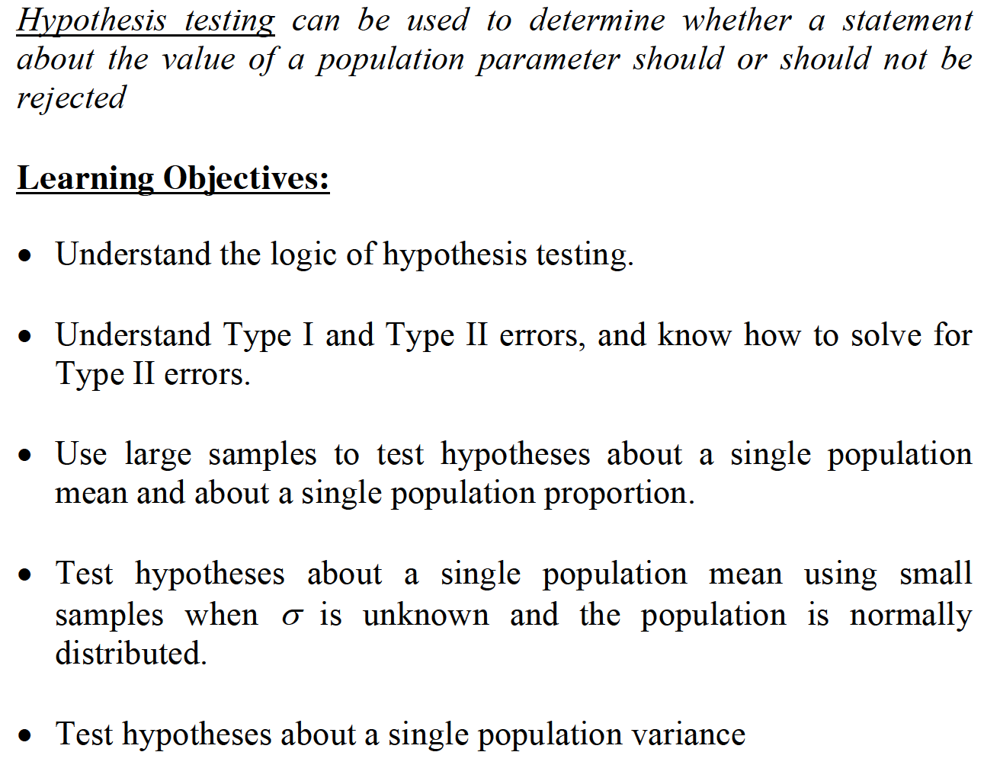 Hypothesis testing can be used to determine whether a statement
about the value of a population parameter should or should not be
rejected
Learning Objectives:
• Understand the logic of hypothesis testing.
• Understand Type I and Type II errors, and know how to solve for
Type II errors.
• Use large samples to test hypotheses about a single population
mean and about a single population proportion.
• Test hypotheses about a single population mean using small
samples when σ is unknown and the population is normally
distributed.
• Test hypotheses about a single population variance